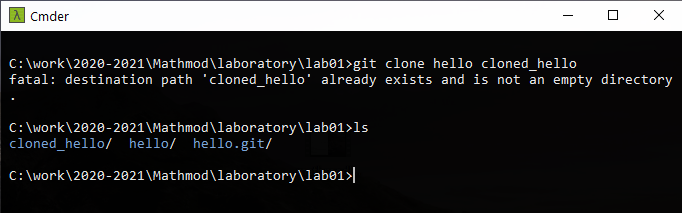 λ Cmder
C:\work\2020-2021\Mathmod\laboratory\lab01>git clone hello cloned_hello
fatal: destination path 'cloned_hello' already exists and is not an empty directory
.
C:\work\2020-2021\Mathmod\laboratory\lab01>ls
cloned_hello/  hello/  hello.git/
C:\work\2020-2021\Mathmod\laboratory\lab01>